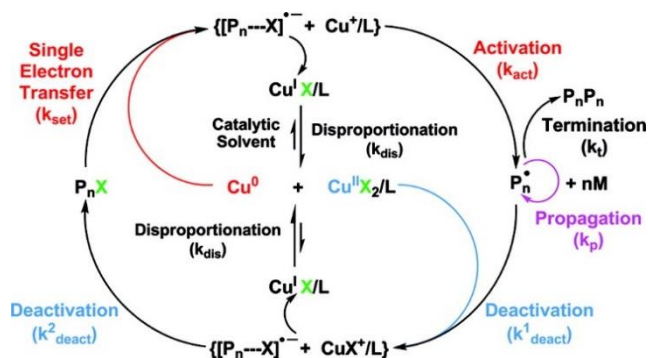 {[Pn---X]•− + Cu+/L}
Single
Electron
Transfer
(kset)
Activation
(kact)
CuI X/L
PnPn
Termination
(kt)
Catalytic
Solvent
Disproportionation
(kdis)
PnX
Cu0 + CuIIX2/L
Pn• + nM
Propagation
(kp)
Disproportionation
(kdis)
CuI X/L
Deactivation
(k2deact)
Deactivation
(k1deact)
{[Pn---X]•− + CuX+/L}